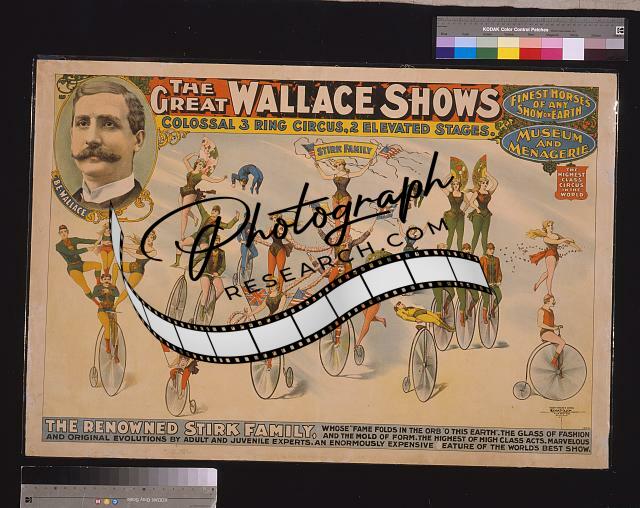 KODAK Color Control Patches
THE GREAT WALLACE SHOWS
COLOSSAL 3 RING CIRCUS, 2 ELEVATED STAGES.
FINEST HORSES
OF ANY
SHOW ON EARTH
MUSEUM
AND
MENAGERIE
THE
HIGHEST
CLASS
CIRCUS
IN THE
WORLD
STIRK FAMILY
B.E. WALLACE
Photograph
RESEARCH.COM
THE RENOWNED STIRK FAMILY,
WHOSE "FAME FOLDS IN THE ORB O THIS EARTH". THE GLASS OF FASHION
AND THE MOLD OF FORM. THE HIGHEST OF HIGH CLASS ACTS. MARVELOUS
AND ORIGINAL EVOLUTIONS BY ADULT AND JUVENILE EXPERTS. AN ENORMOUSLY EXPENSIVE EATURE OF THE WORLD'S BEST SHOW.
KODAK Gray Scale